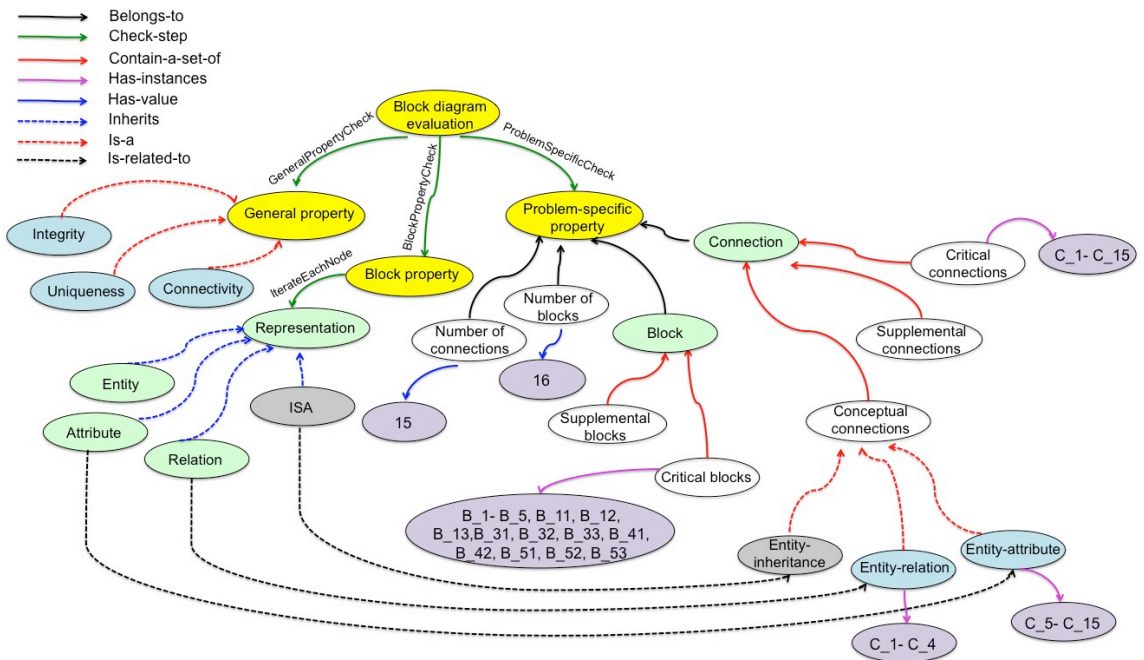 Belongs-to
Check-step
Contain-a-set-of
Has-instances
Has-value
Inherits
Is-a
Is-related-to
Block diagram
evaluation
GeneralPropertyCheck
BlockPropertyCheck
ProblemSpecificCheck
General property
Problem-specific
property
Integrity
Uniqueness
Connectivity
Block property
IterateEachNode
Connection
Critical
connections
C_1- C_15
Supplemental
connections
Representation
Number of
connections
Number of
blocks
Block
Entity
Attribute
Relation
ISA
15
16
Supplemental
blocks
Critical blocks
Conceptual
connections
B_1- B_5, B_11, B_12,
B_13,B_31, B_32, B_33, B_41,
B_42, B_51, B_52, B_53
Entity-
inheritance
Entity-relation
Entity-attribute
C_1- C_4
C_5- C_15